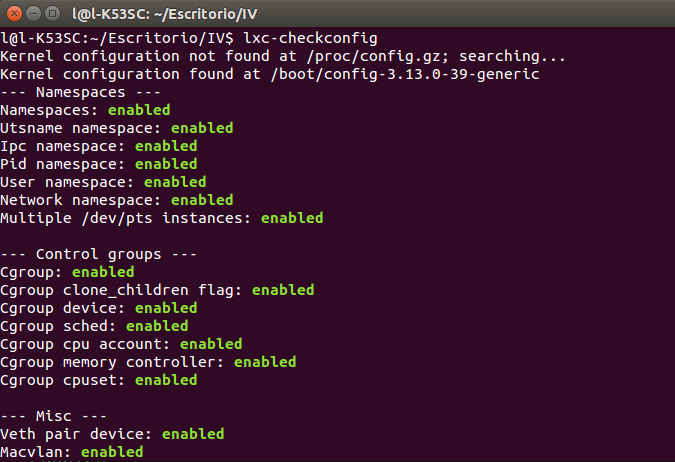 l@l-K53SC: ~/Escritorio/IV
l@l-K53SC:~/Escritorio/IV$ lxc-checkconfig
Kernel configuration not found at /proc/config.gz; searching...
Kernel configuration found at /boot/config-3.13.0-39-generic
--- Namespaces ---
Namespaces: enabled
Utsname namespace: enabled
Ipc namespace: enabled
Pid namespace: enabled
User namespace: enabled
Network namespace: enabled
Multiple /dev/pts instances: enabled
--- Control groups ---
Cgroup: enabled
Cgroup clone_children flag: enabled
Cgroup device: enabled
Cgroup sched: enabled
Cgroup cpu account: enabled
Cgroup memory controller: enabled
Cgroup cpuset: enabled
--- Misc ---
Veth pair device: enabled
Macvlan: enabled